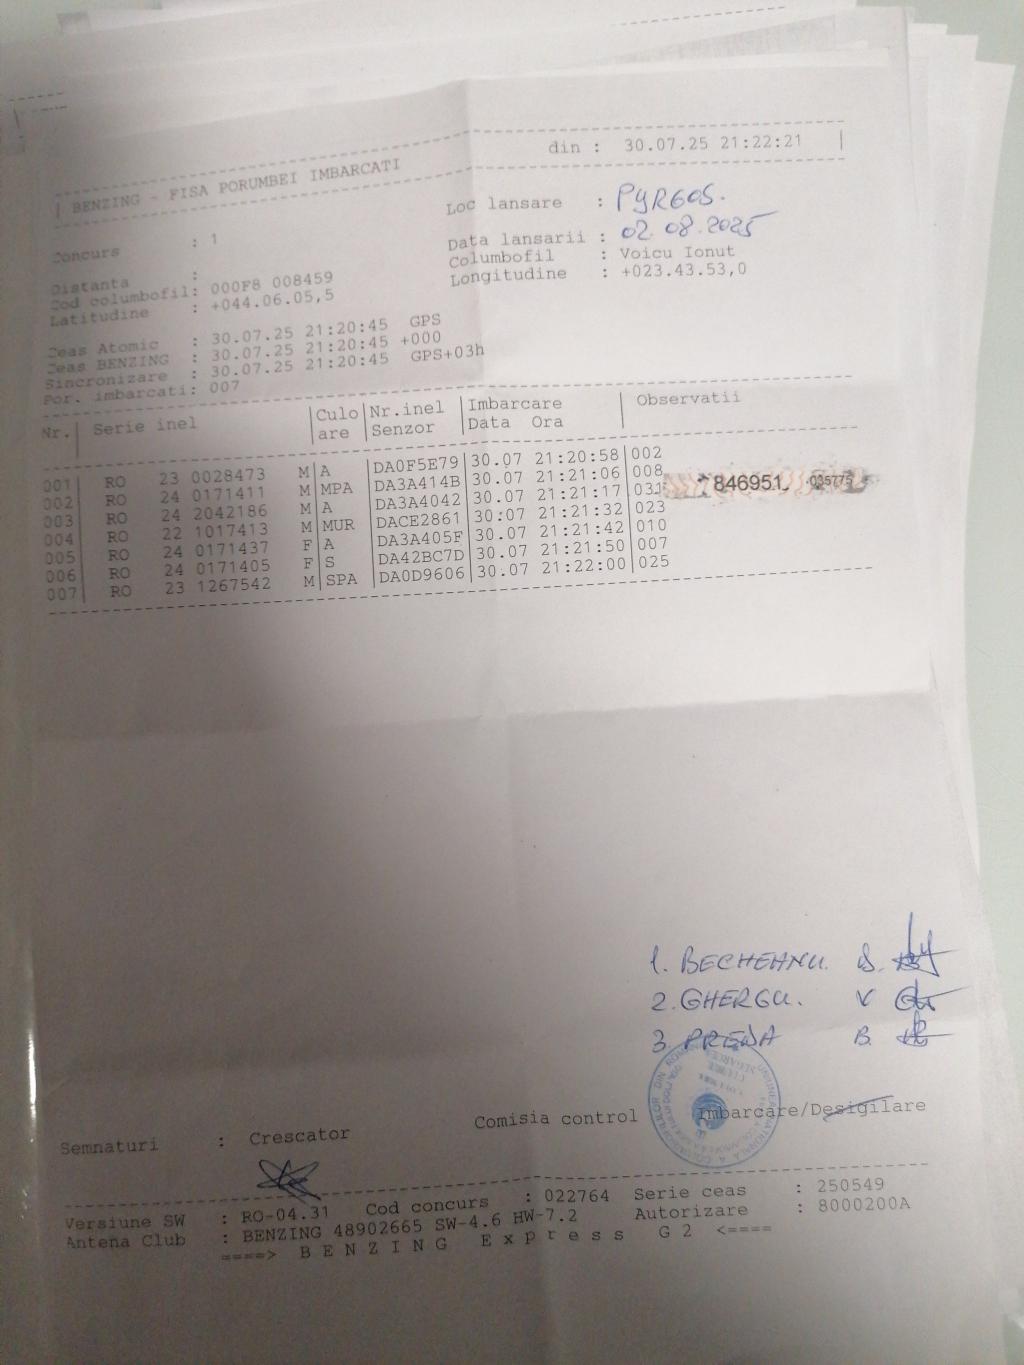 din : 30.07.25 21:22:21
BENZING - FISA PORUMBEI IMBARCATI
Loc lansare : PYRGOS.
Concurs : 1
Data lansarii : 02.08.2025
Distanta :
Columbofil : Voicu Ionut
Cod columbofil: 000F8 008459
Longitudine : +023.43.53,0
Latitudine : +044.06.05,5
Ceas Atomic : 30.07.25 21:20:45 GPS
Ceas BENZING : 30.07.25 21:20:45 +000
Sincronizare : 30.07.25 21:20:45 GPS+03h
Por. imbarcati: 007
Nr. Serie inel Culoare Nr.inel Senzor Imbarcare Data Ora Observatii
001 RO 23 0028473 M A DA0F5E79 30.07 21:20:58 002
002 RO 24 0171411 M MPA DA3A414B 30.07 21:21:06 008
003 RO 24 2042186 M A DA3A4042 30.07 21:21:17 031
846951 035775
004 RO 22 1017413 M MUR DACE2861 30.07 21:21:32 023
005 RO 24 0171437 F A DA3A405F 30.07 21:21:42 010
006 RO 24 0171405 F S DA42BC7D 30.07 21:21:50 007
007 RO 23 1267542 M SPA DA0D9606 30.07 21:22:00 025
1. BECHEANU. S.
2. GHERGU. V
3. PREDA B.
Semnaturi : Crescator Comisia control Imbarcare/Desigilare
Versiune SW : RO-04.31 Cod concurs : 022764 Serie ceas : 250549
Antena Club : BENZING 48902665 SW-4.6 HW-7.2 Autorizare : 8000200A
====> B E N Z I N G E x p r e s s G 2 <====